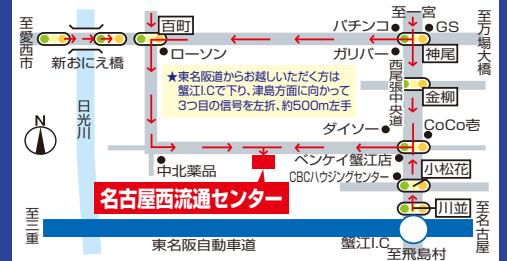 至一宮
百町
パチンコ
GS
至愛西市
ローソン
ガリバー
神尾
至万場大橋
新おにえ橋
西尾張中央道
★東名阪道からお越しいただく方は
蟹江I.Cで下り、津島方面に向かって
3つ目の信号を左折、約500m左手
金柳
日光川
N
ダイソー
CoCo壱
中北薬品
ベンケイ蟹江店
CBCハウジングセンター
小松花
名古屋西流通センター
川並
至三重
至名古屋
東名阪自動車道
蟹江I.C
至飛島村